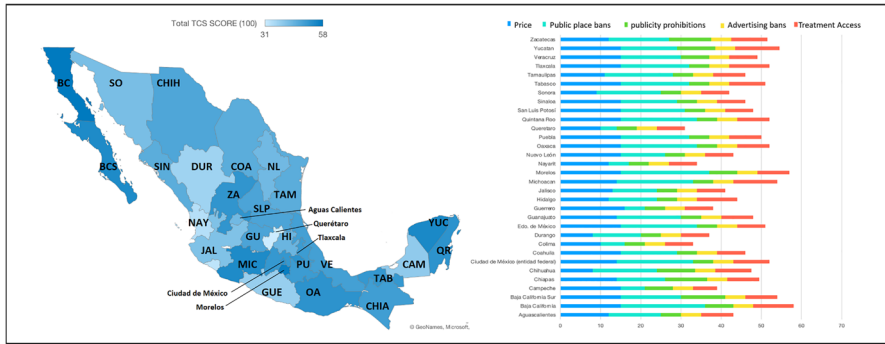 Total TCS SCORE (100)
31 58
BC
SO
CHIH
BCS
SIN
DUR
COA
NL
ZA
TAM
SLP
Aguas Calientes
NAY
Querétaro
GU
HI
Tlaxcala
JAL
MIC
PU
VE
YUC
QR
CAM
TAB
Ciudad de México
GUE
OA
CHIA
Morelos
© GeoNames, Microsoft,
Price Public place bans publicity prohibitions Advertising bans Treatment Access
Zacatecas
Yucatán
Veracruz
Tlaxcala
Tamaulipas
Tabasco
Sonora
Sinaloa
San Luis Potosí
Quintana Roo
Querétaro
Puebla
Oaxaca
Nuevo León
Nayarit
Morelos
Michoacan
Jalisco
Hidalgo
Guerrero
Guanajuato
Edo. de México
Durango
Colima
Coahuila
Ciudad de México (entidad federal)
Chihuahua
Chiapas
Campeche
Baja California Sur
Baja California
Aguascalientes
0 10 20 30 40 50 60 70